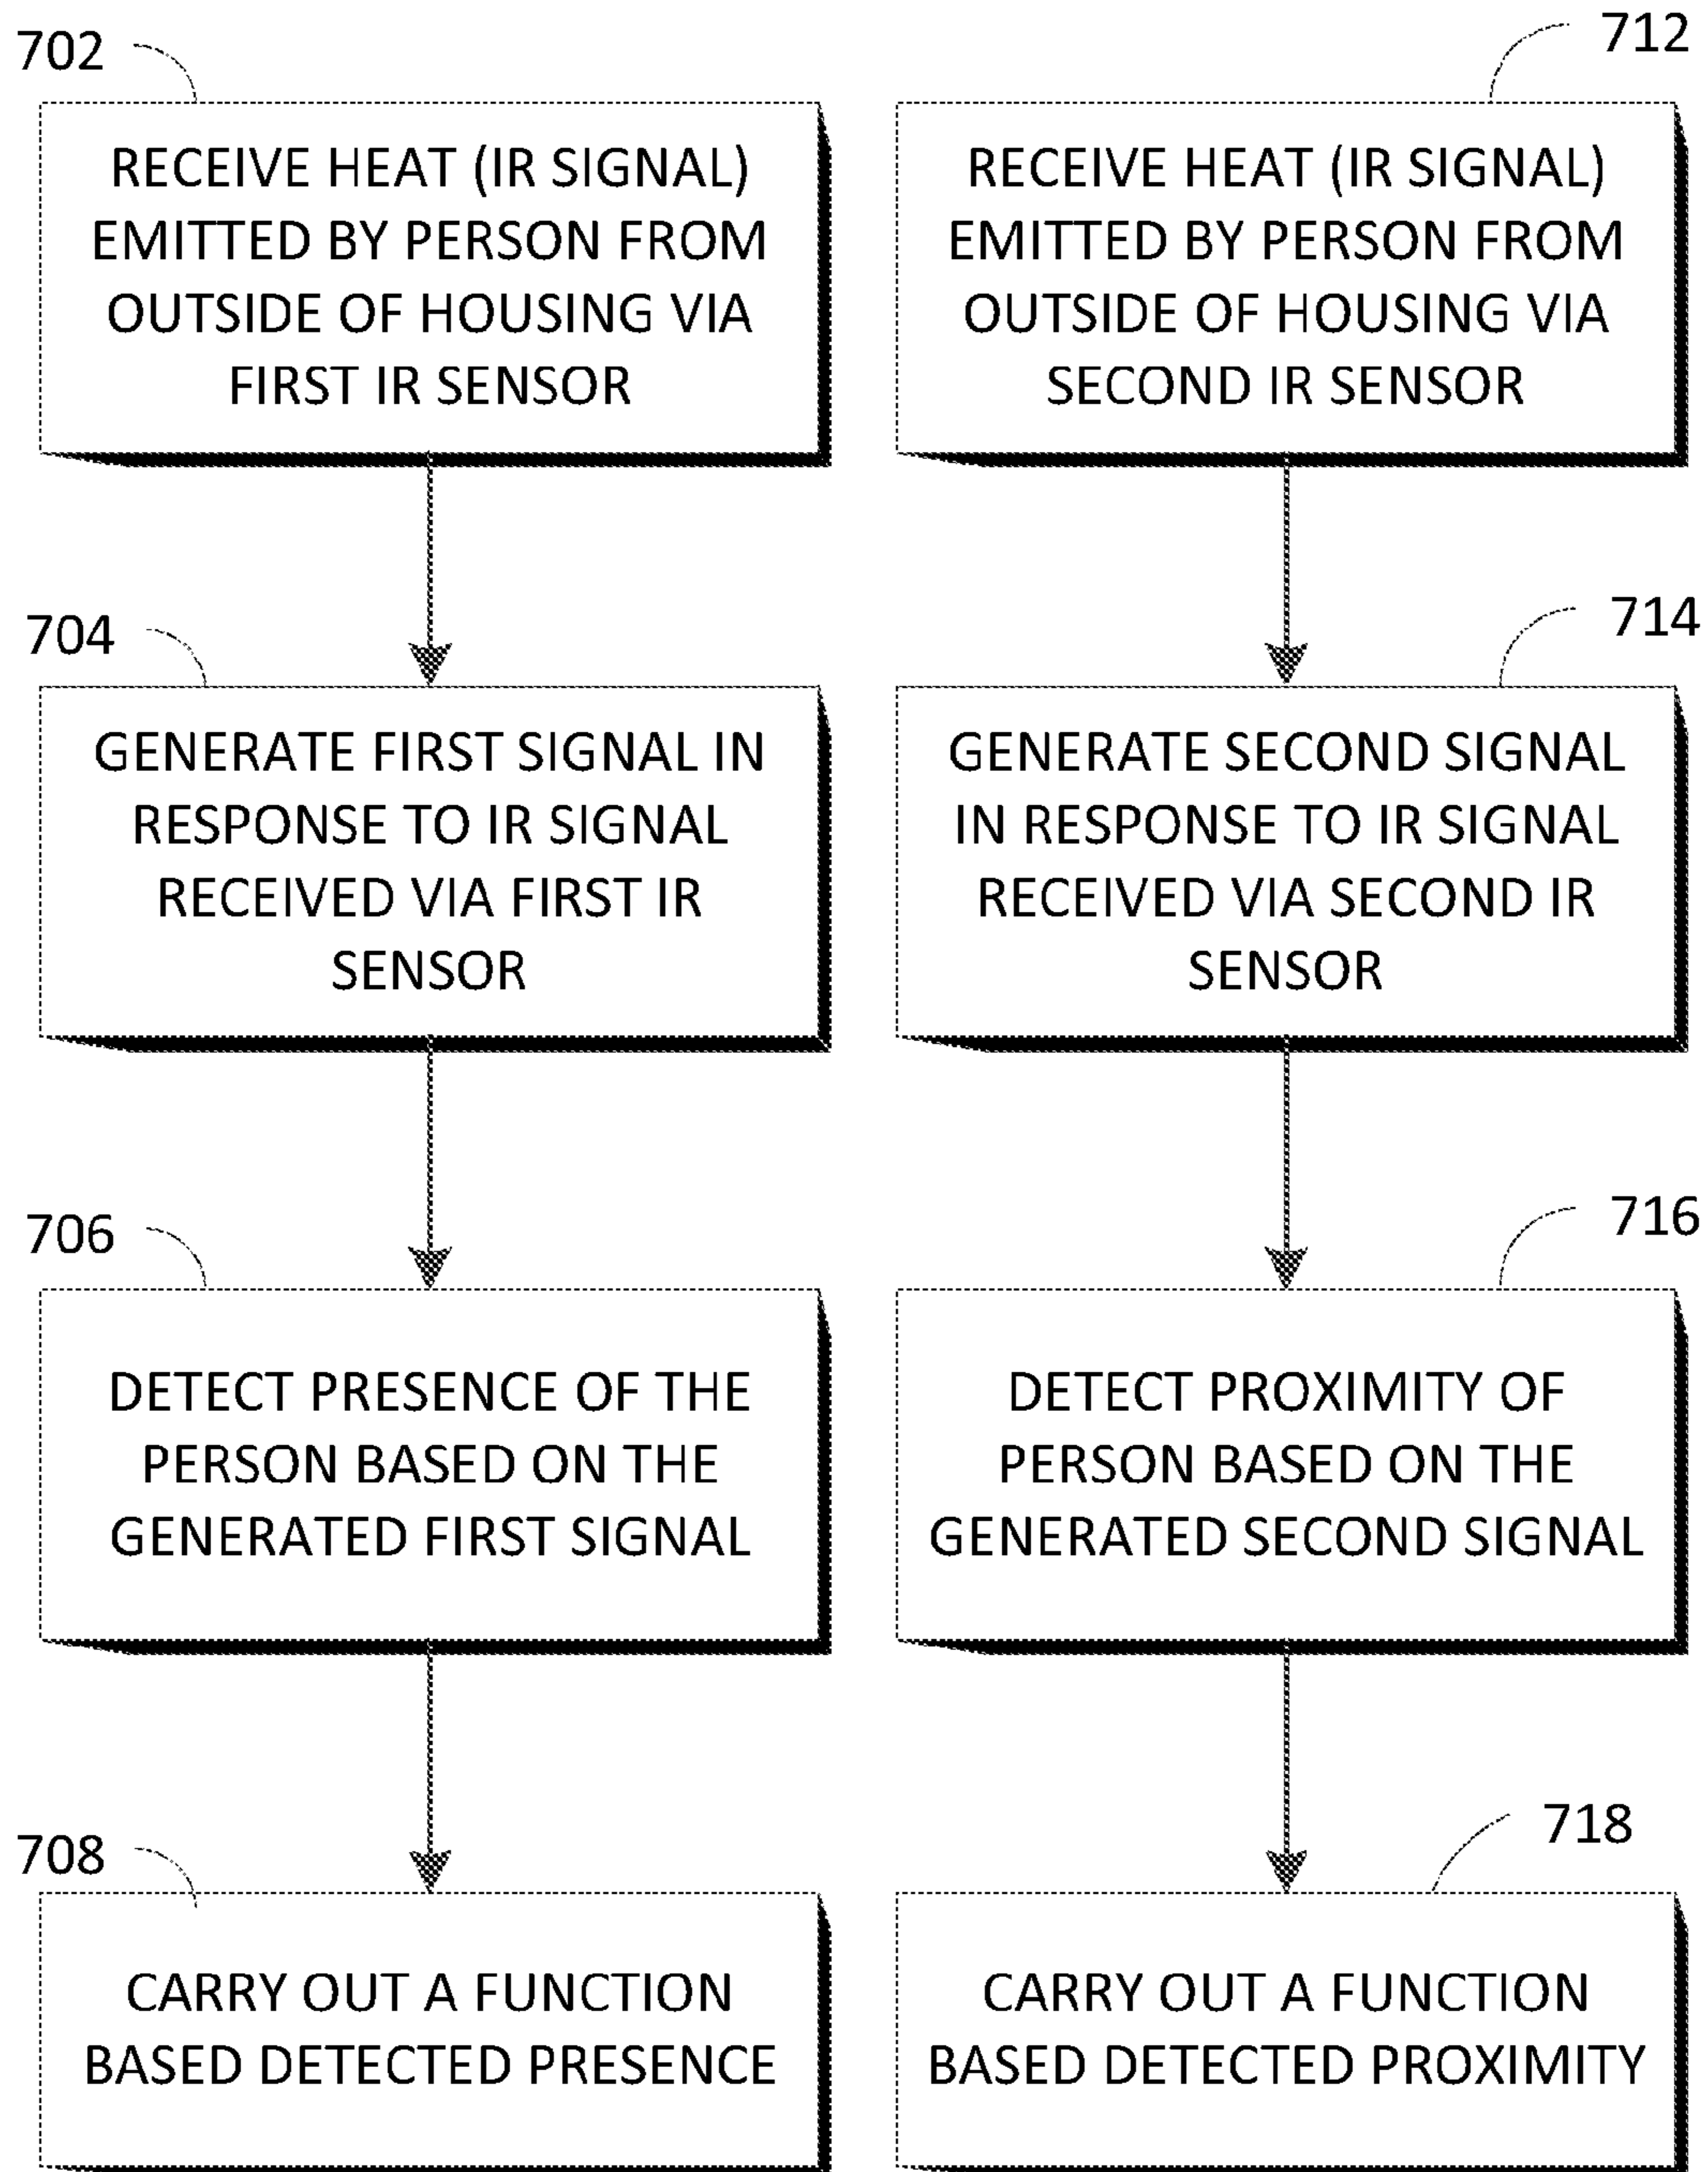 702
RECEIVE HEAT (IR SIGNAL)
EMITTED BY PERSON FROM
OUTSIDE OF HOUSING VIA
FIRST IR SENSOR
704
GENERATE FIRST SIGNAL IN
RESPONSE TO IR SIGNAL
RECEIVED VIA FIRST IR
SENSOR
706
DETECT PRESENCE OF THE
PERSON BASED ON THE
GENERATED FIRST SIGNAL
708
CARRY OUT A FUNCTION
BASED DETECTED PRESENCE
712
RECEIVE HEAT (IR SIGNAL)
EMITTED BY PERSON FROM
OUTSIDE OF HOUSING VIA
SECOND IR SENSOR
714
GENERATE SECOND SIGNAL
IN RESPONSE TO IR SIGNAL
RECEIVED VIA SECOND IR
SENSOR
716
DETECT PROXIMITY OF
PERSON BASED ON THE
GENERATED SECOND SIGNAL
718
CARRY OUT A FUNCTION
BASED DETECTED PROXIMITY